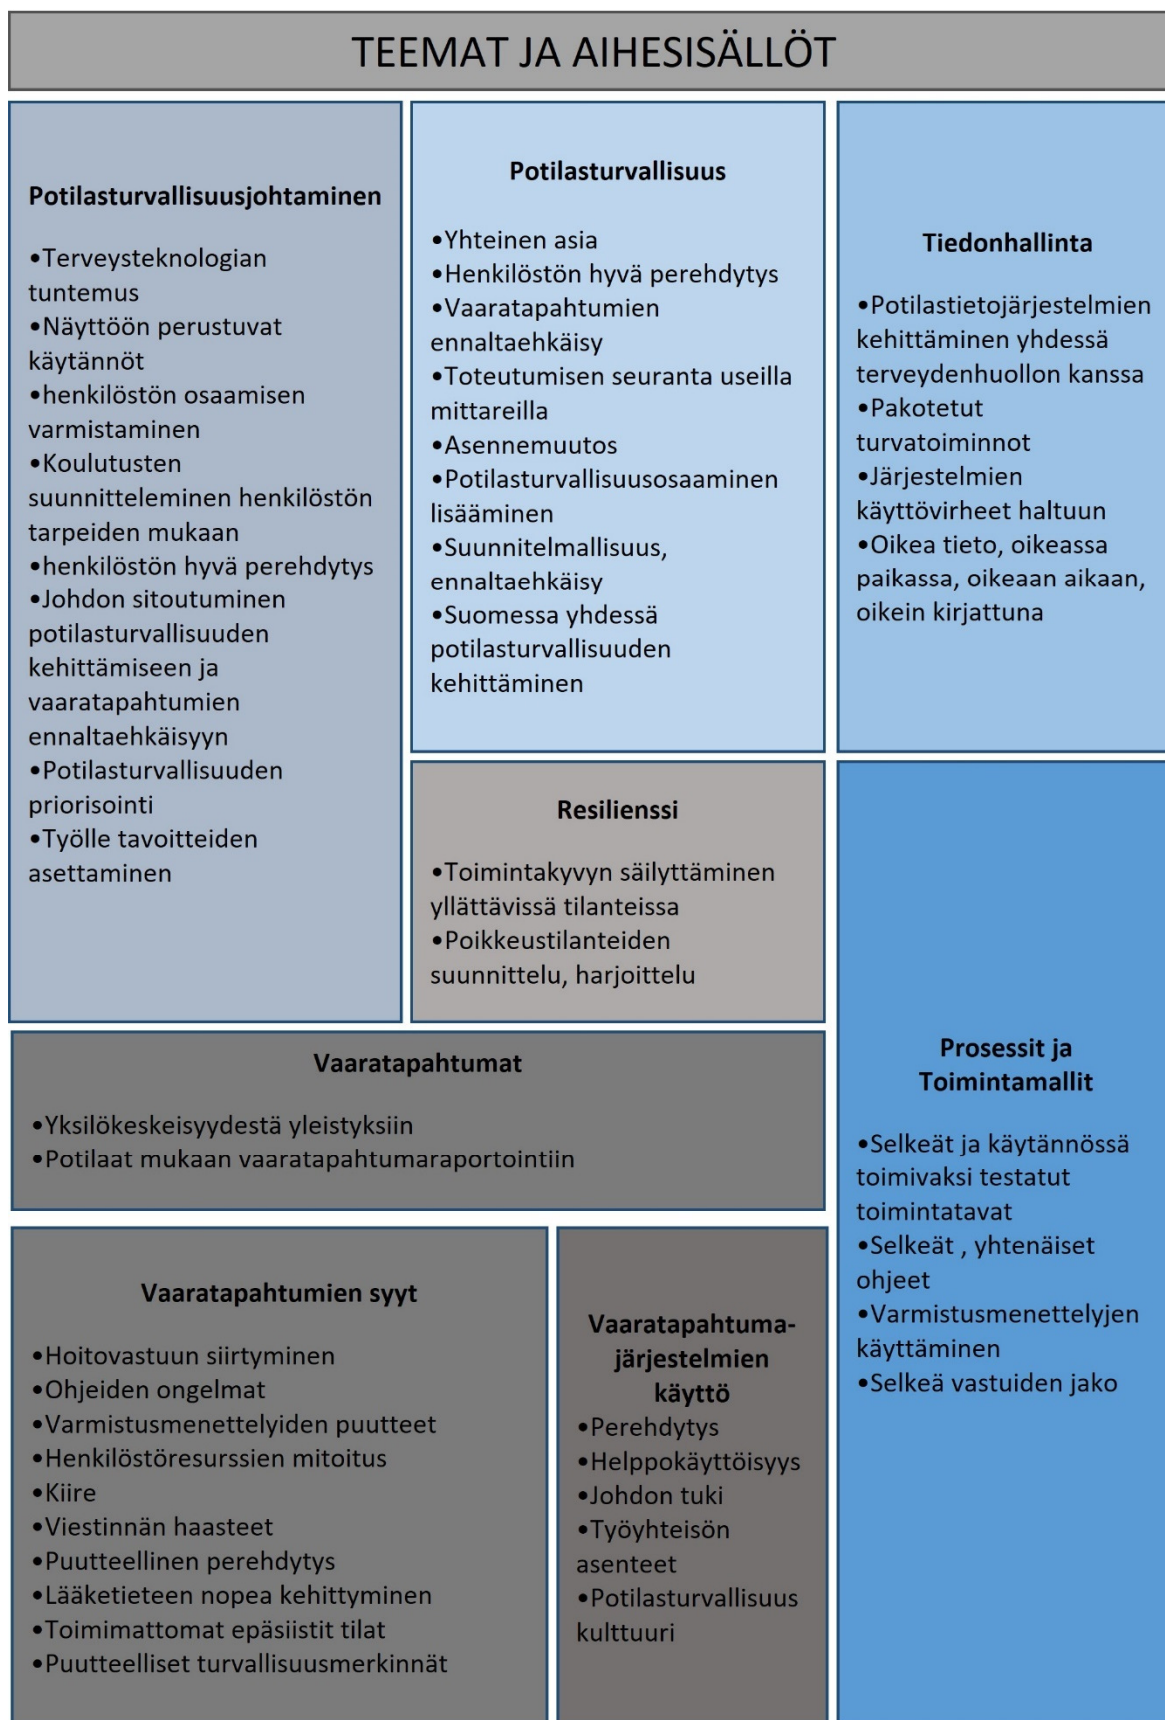 TEEMAT JA AIHESISÄLLÖT
Potilasturvallisuusjohtaminen
•Terveysteknologian
tuntemus
•Näyttöön perustuvat
käytännöt
•henkilöstön osaamisen
varmistaminen
•Koulutusten
suunnitteleminen henkilöstön
tarpeiden mukaan
•henkilöstön hyvä perehdytys
•Johdon sitoutuminen
potilasturvallisuuden
kehittämiseen ja
vaaratapahtumien
ennaltaehkäisyyn
•Potilasturvallisuuden
priorisointi
•Työlle tavoitteiden
asettaminen
Potilasturvallisuus
•Yhteinen asia
•Henkilöstön hyvä perehdytys
•Vaaratapahtumien
ennaltaehkäisy
•Toteutumisen seuranta useilla
mittareilla
•Asennemuutos
•Potilasturvallisuusosaaminen
lisääminen
•Suunnitelmallisuus,
ennaltaehkäisy
•Suomessa yhdessä
potilasturvallisuuden
kehittäminen
Tiedonhallinta
•Potilastietojärjestelmien
kehittäminen yhdessä
terveydenhuollon kanssa
•Pakotetut
turvatoiminnot
•Järjestelmien
käyttövirheet haltuun
•Oikea tieto, oikeassa
paikassa, oikeaan aikaan,
oikein kirjattuna
Resilienssi
•Toimintakyvyn säilyttäminen
yllättävissä tilanteissa
•Poikkeustilanteiden
suunnittelu, harjoittelu
Vaaratapahtumat
•Yksilökeskeisyydestä yleistyksiin
•Potilaat mukaan vaaratapahtumaraportointiin
Prosessit ja
Toimintamallit
•Selkeät ja käytännössä
toimivaksi testatut
toimintatavat
•Selkeät , yhtenäiset
ohjeet
•Varmistusmenettelyjen
käyttäminen
•Selkeä vastuiden jako
Vaaratapahtumien syyt
•Hoitovastuun siirtyminen
•Ohjeiden ongelmat
•Varmistusmenettelyiden puutteet
•Henkilöstöresurssien mitoitus
•Kiire
•Viestinnän haasteet
•Puutteellinen perehdytys
•Lääketieteen nopea kehittyminen
•Toimimattomat epäsiistit tilat
•Puutteelliset turvallisuusmerkinnät
Vaaratapahtuma-
järjestelmien
käyttö
•Perehdytys
•Helppokäyttöisyys
•Johdon tuki
•Työyhteisön
asenteet
•Potilasturvallisuus
kulttuuri